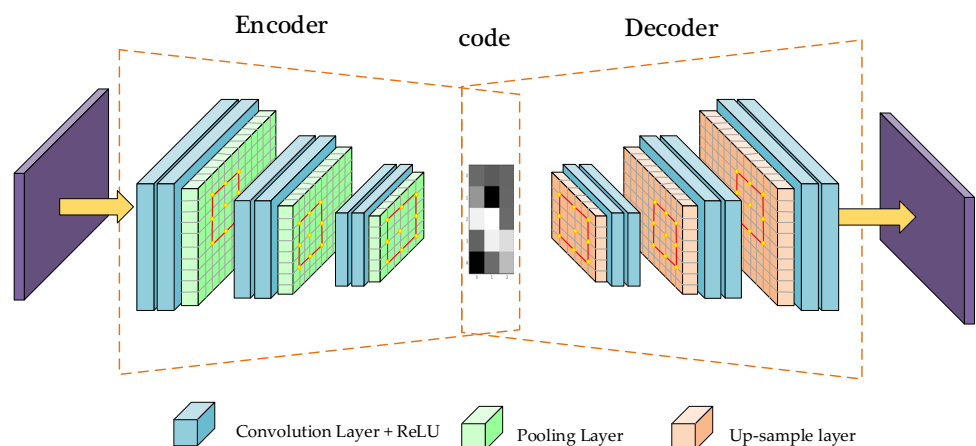 Encoder
code
Decoder
Convolution Layer + ReLU
Pooling Layer
Up-sample layer